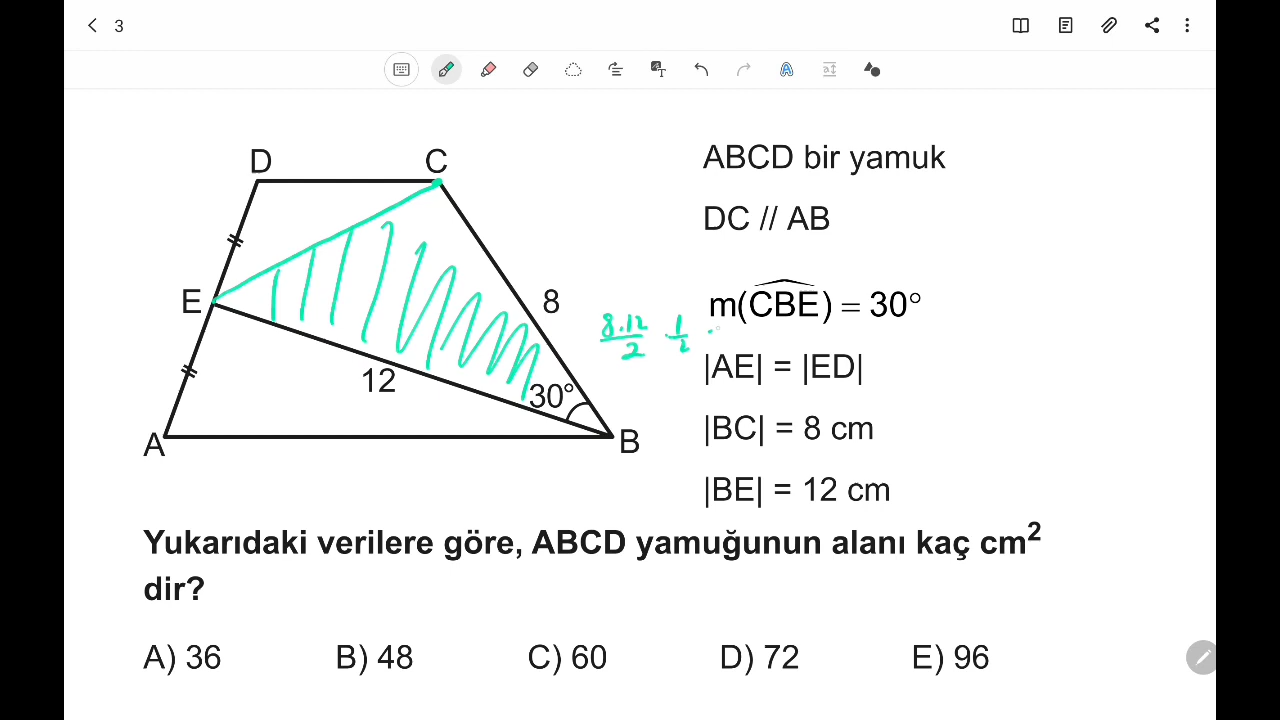 3
D C
ABCD bir yamuk
DC // AB
E
8
m(CBE) = 30°
8.12/2 . 1/2 .
12
30°
|AE| = |ED|
A B
|BC| = 8 cm
|BE| = 12 cm
Yukarıdaki verilere göre, ABCD yamuğunun alanı kaç cm²
dir?
A) 36 B) 48 C) 60 D) 72 E) 96